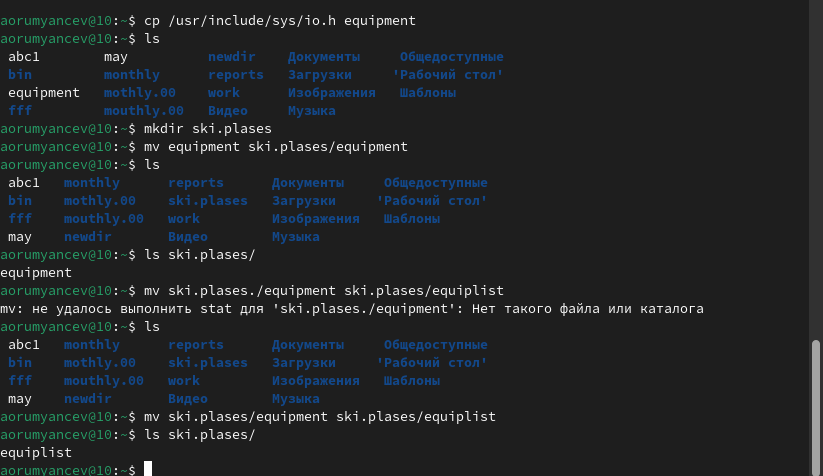 aorumyancev@10:~$ cp /usr/include/sys/io.h equipment
aorumyancev@10:~$ ls
abc1 may newdir Документы Общедоступные
bin monthly reports Загрузки 'Рабочий стол'
equipment mothly.00 work Изображения Шаблоны
fff mouthly.00 Видео Музыка
aorumyancev@10:~$ mkdir ski.plases
aorumyancev@10:~$ mv equipment ski.plases/equipment
aorumyancev@10:~$ ls
abc1 monthly reports Документы Общедоступные
bin mothly.00 ski.plases Загрузки 'Рабочий стол'
fff mouthly.00 work Изображения Шаблоны
may newdir Видео Музыка
aorumyancev@10:~$ ls ski.plases/
equipment
aorumyancev@10:~$ mv ski.plases./equipment ski.plases/equiplist
mv: не удалось выполнить stat для 'ski.plases./equipment': Нет такого файла или каталога
aorumyancev@10:~$ ls
abc1 monthly reports Документы Общедоступные
bin mothly.00 ski.plases Загрузки 'Рабочий стол'
fff mouthly.00 work Изображения Шаблоны
may newdir Видео Музыка
aorumyancev@10:~$ mv ski.plases/equipment ski.plases/equiplist
aorumyancev@10:~$ ls ski.plases/
equiplist
aorumyancev@10:~$